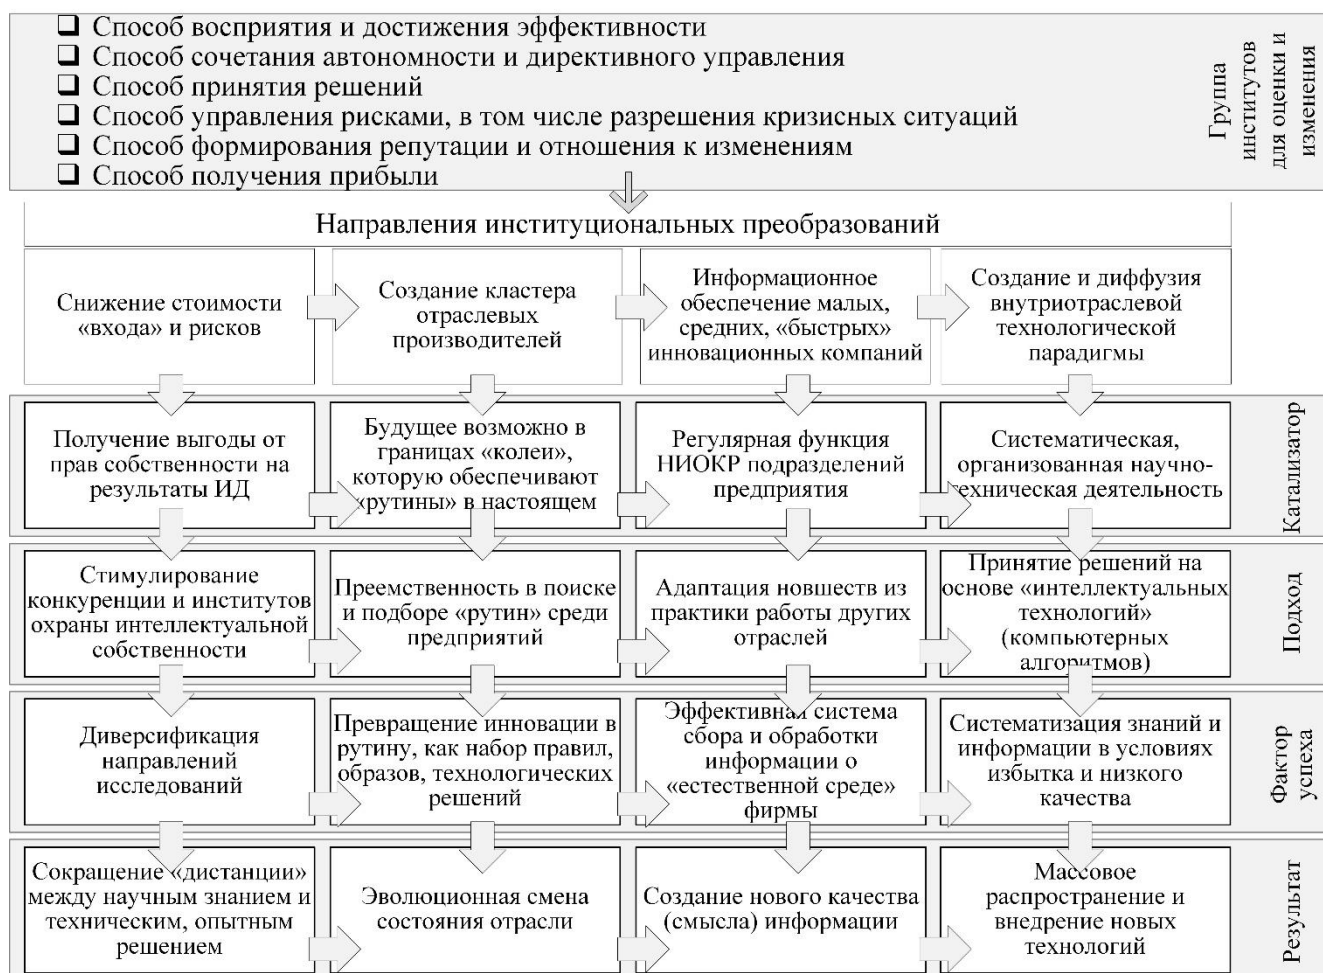 Способ восприятия и достижения эффективности
Способ сочетания автономности и директивного управления
Способ принятия решений
Способ управления рисками, в том числе разрешения кризисных ситуаций
Способ формирования репутации и отношения к изменениям
Способ получения прибыли
Группа
институтов
для оценки и
изменения
Направления институциональных преобразований
Снижение стоимости
«входа» и рисков
Создание кластера
отраслевых
производителей
Информационное
обеспечение малых,
средних, «быстрых»
инновационных компаний
Создание и диффузия
внутриотраслевой
технологической
парадигмы
Получение выгоды от
прав собственности на
результаты ИД
Будущее возможно в
границах «колеи»,
которую обеспечивают
«рутины» в настоящем
Регулярная функция
НИОКР подразделений
предприятия
Систематическая,
организованная научно-
техническая деятельность
Катализатор
Стимулирование
конкуренции и институтов
охраны интеллектуальной
собственности
Преемственность в поиске
и подборе «рутин» среди
предприятий
Адаптация новшеств из
практики работы других
отраслей
Принятие решений на
основе «интеллектуальных
технологий»
(компьютерных
алгоритмов)
Подход
Диверсификация
направлений
исследований
Превращение инновации в
рутину, как набор правил,
образов, технологических
решений
Эффективная система
сбора и обработки
информации о
«естественной среде»
фирмы
Систематизация знаний и
информации в условиях
избытка и низкого
качества
Фактор
успеха
Сокращение «дистанции»
между научным знанием и
техническим, опытным
решением
Эволюционная смена
состояния отрасли
Создание нового качества
(смысла) информации
Массовое
распространение и
внедрение новых
технологий
Результат